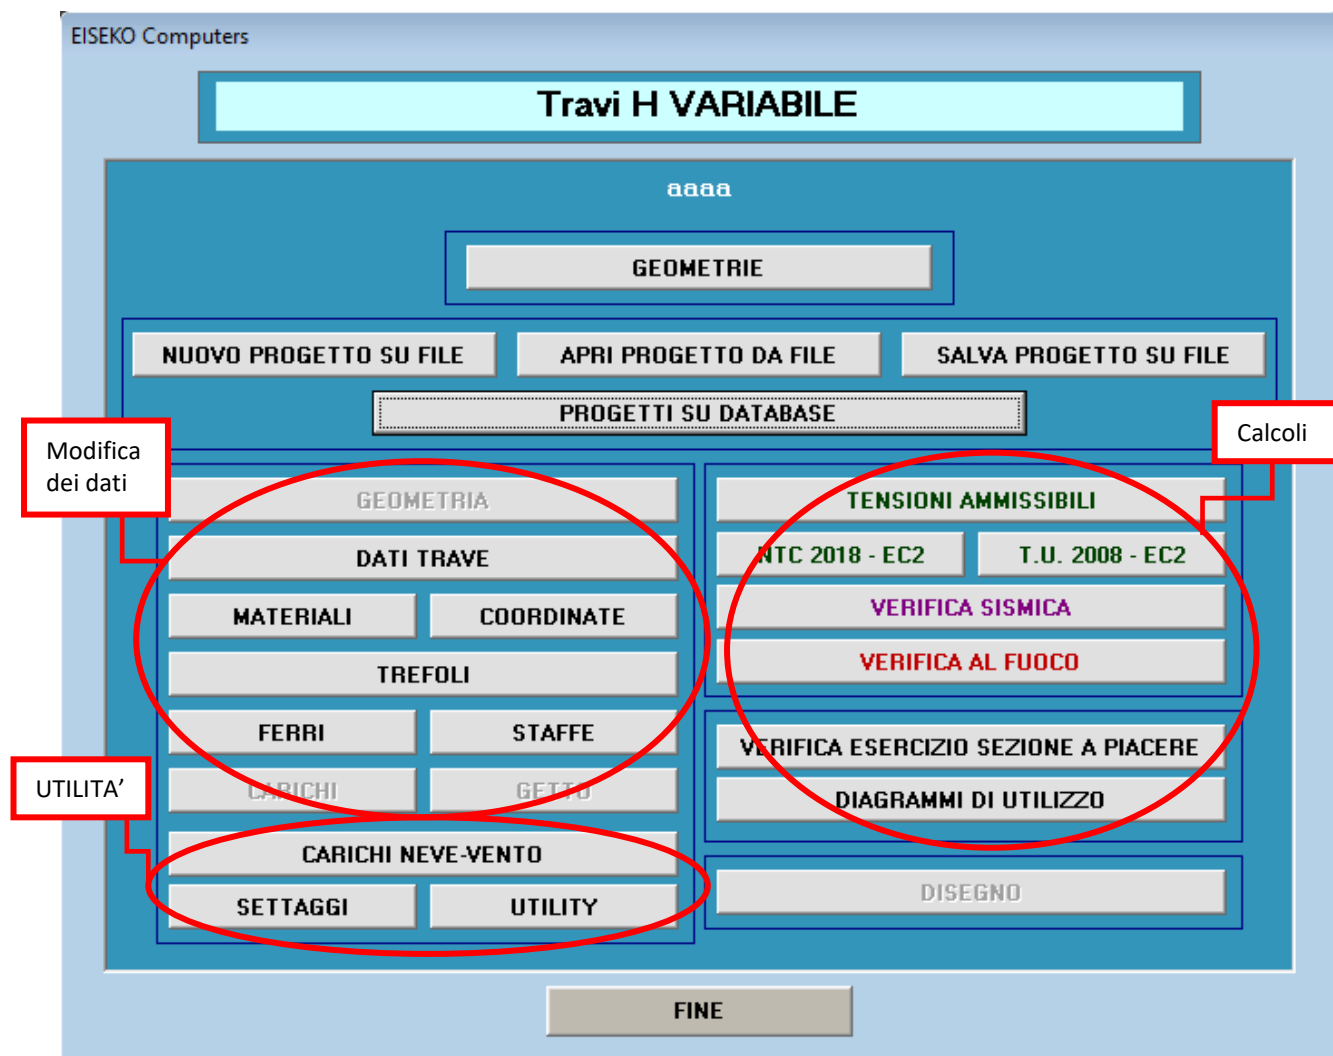 EISEKO Computers
Travi H VARIABILE
aaaa
GEOMETRIE
NUOVO PROGETTO SU FILE
APRI PROGETTO DA FILE
SALVA PROGETTO SU FILE
PROGETTI SU DATABASE
Modifica
dei dati
Calcoli
GEOMETRIA
DATI TRAVE
MATERIALI
COORDINATE
TREFOLI
FERRI
STAFFE
CARICHI
GETTO
UTILITA’
CARICHI NEVE-VENTO
SETTAGGI
UTILITY
TENSIONI AMMISSIBILI
NTC 2018 - EC2
T.U. 2008 - EC2
VERIFICA SISMICA
VERIFICA AL FUOCO
VERIFICA ESERCIZIO SEZIONE A PIACERE
DIAGRAMMI DI UTILIZZO
DISEGNO
FINE